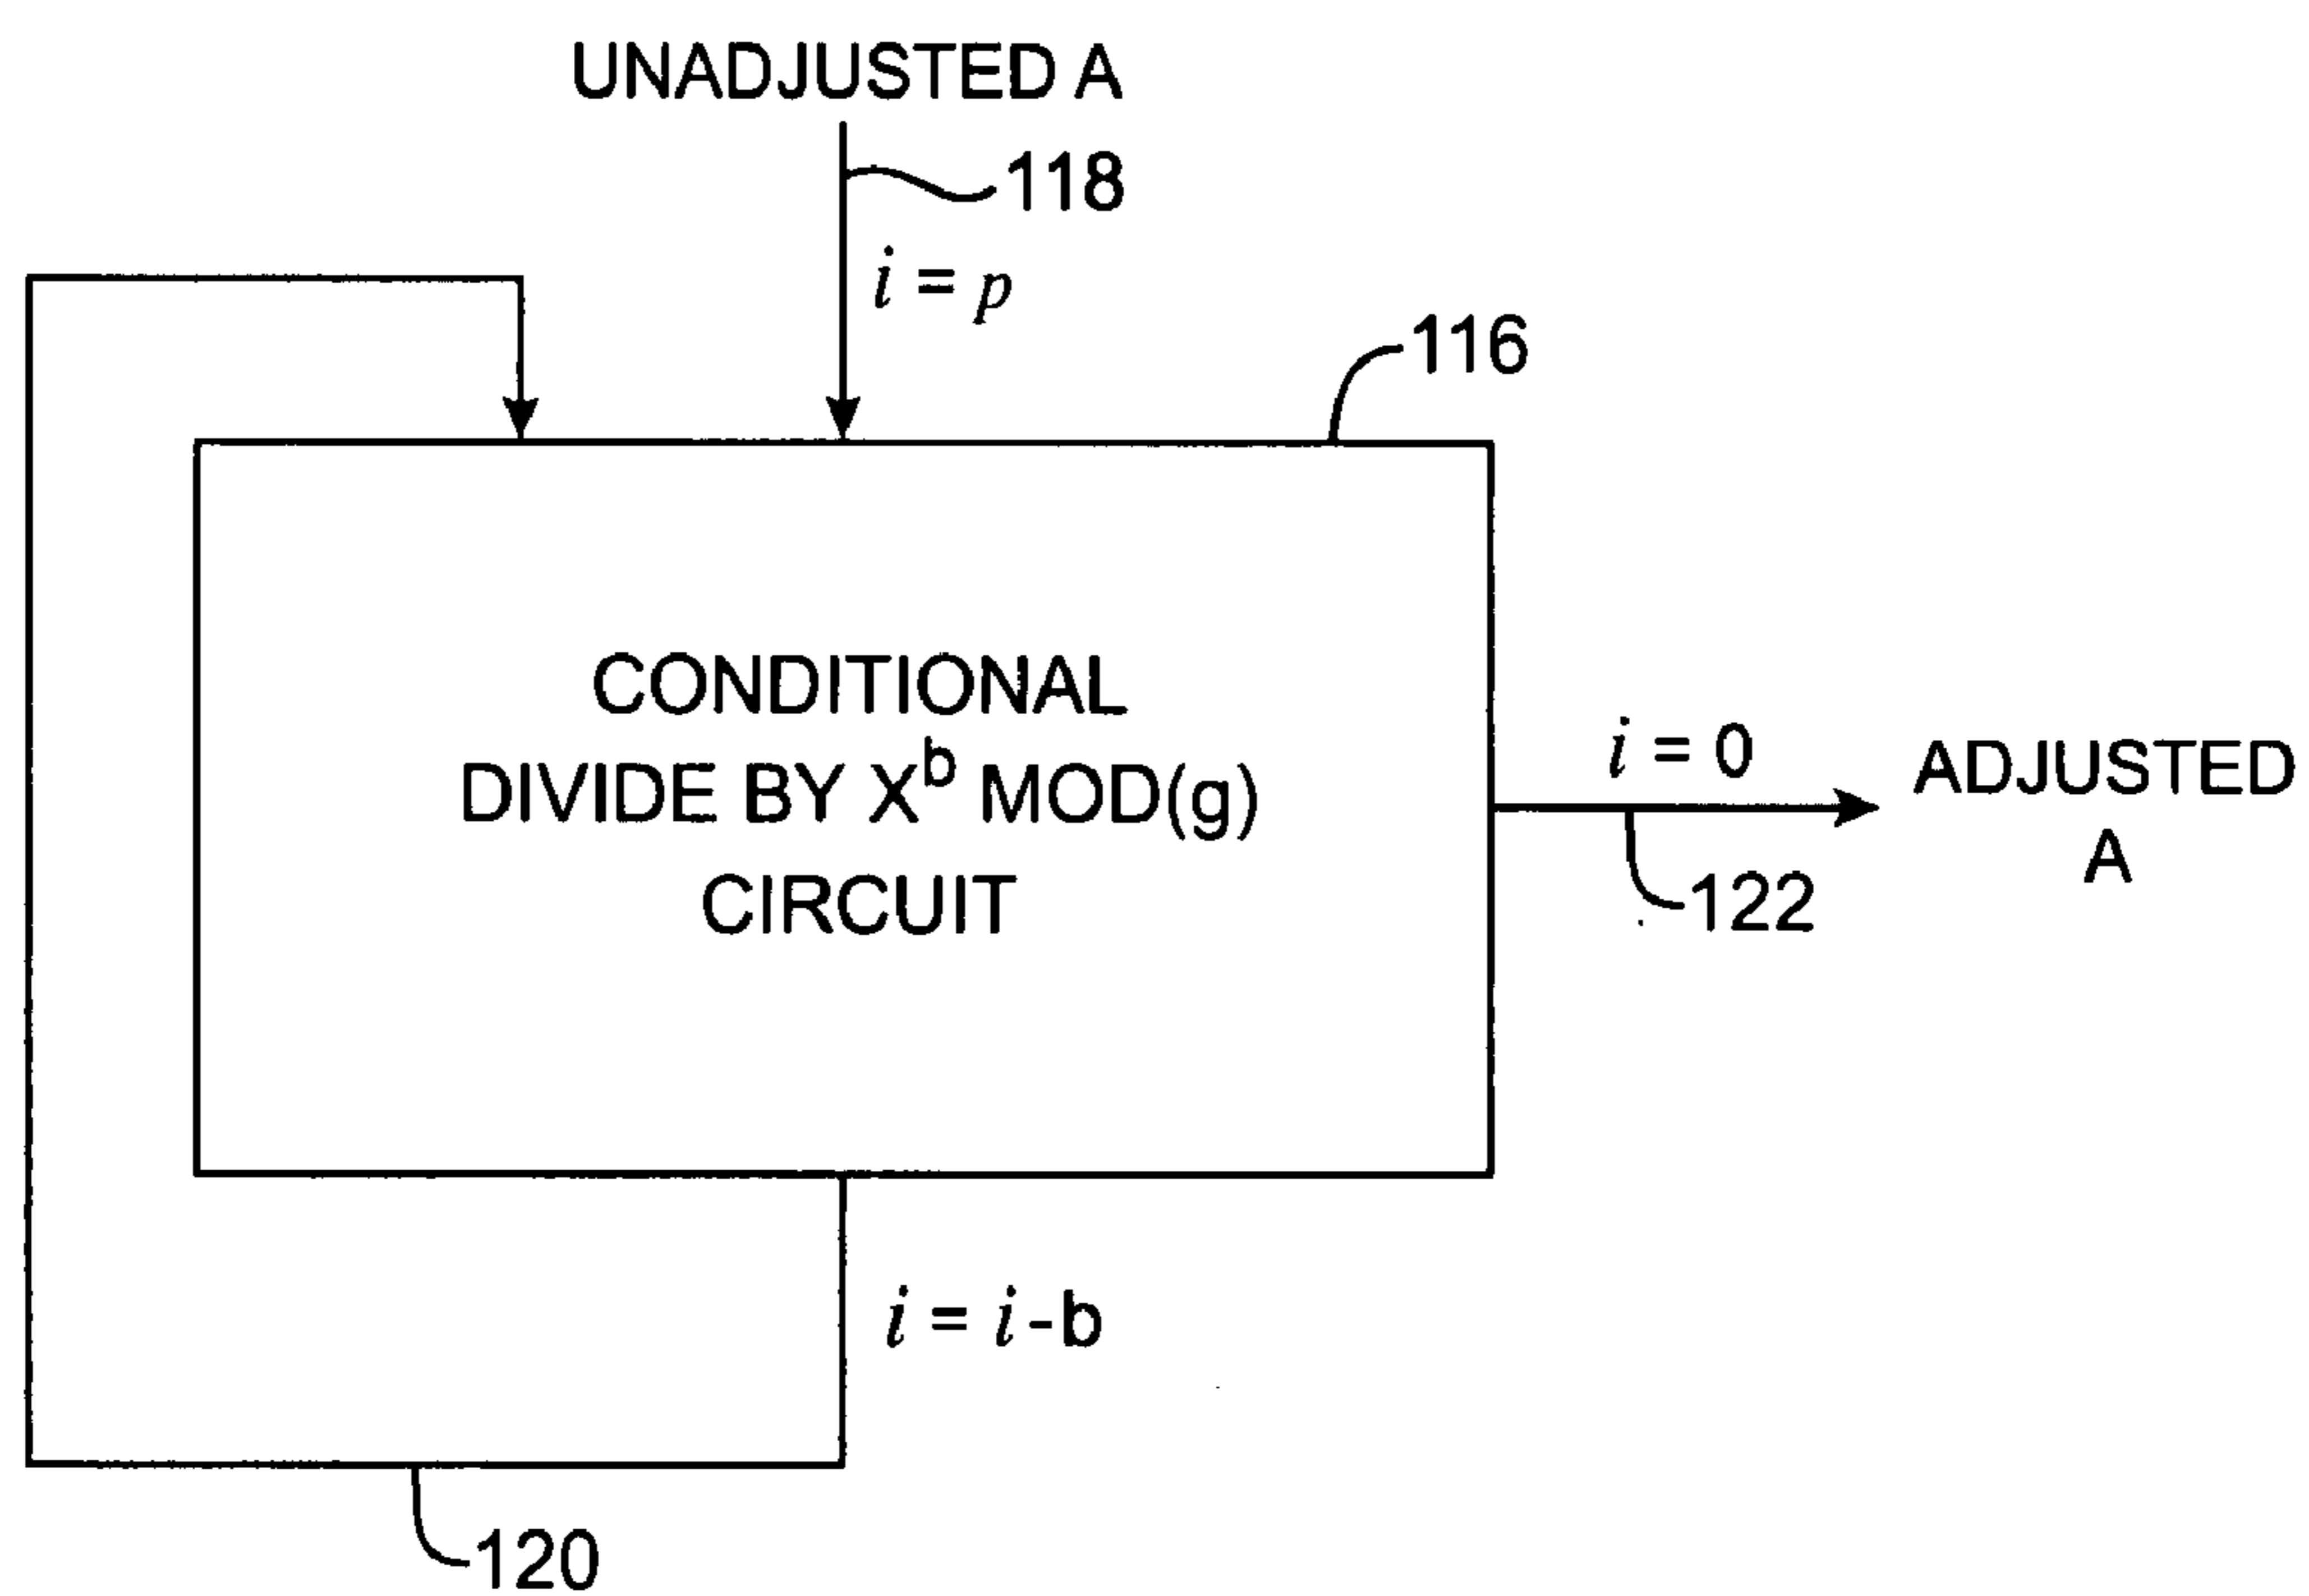 UNADJUSTED A
118
i = p
116
CONDITIONAL
DIVIDE BY X^b MOD(g)
CIRCUIT
i = 0
ADJUSTED
A
122
i = i -b
120